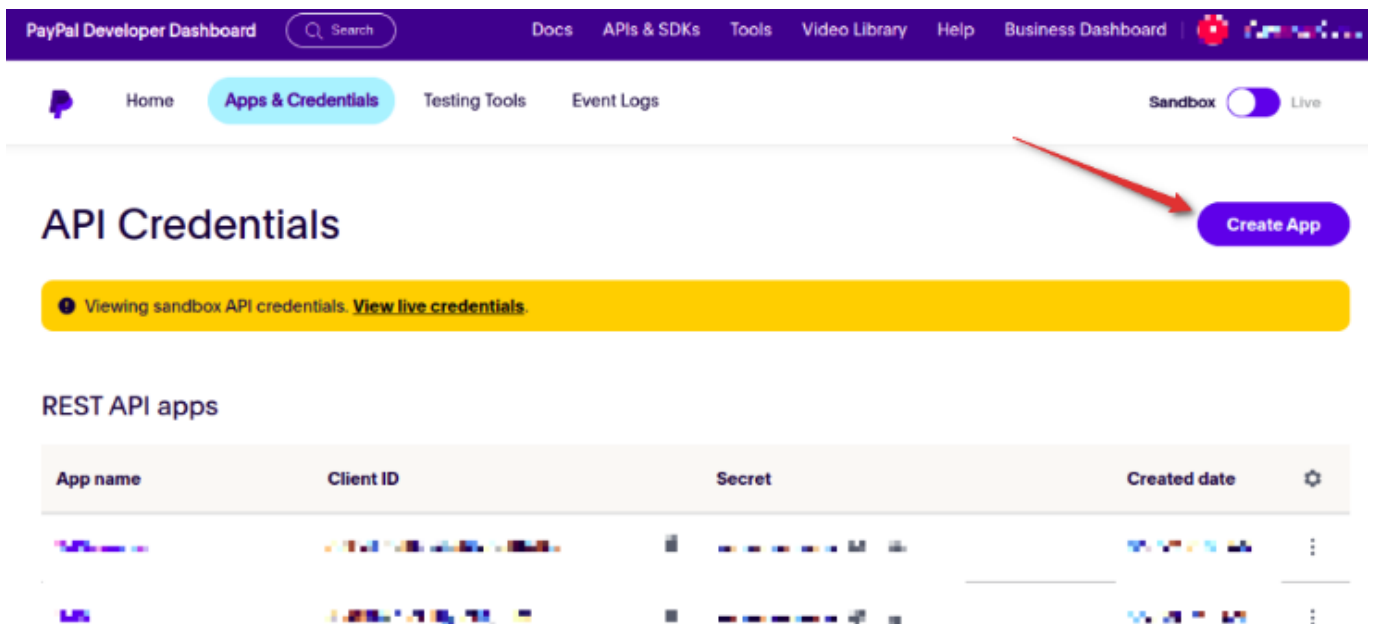 PayPal Developer Dashboard Search Docs APIs & SDKs Tools Video Library Help Business Dashboard
Home Apps & Credentials Testing Tools Event Logs Sandbox Live
API Credentials Create App
Viewing sandbox API credentials. View live credentials.
REST API apps
App name Client ID Secret Created date